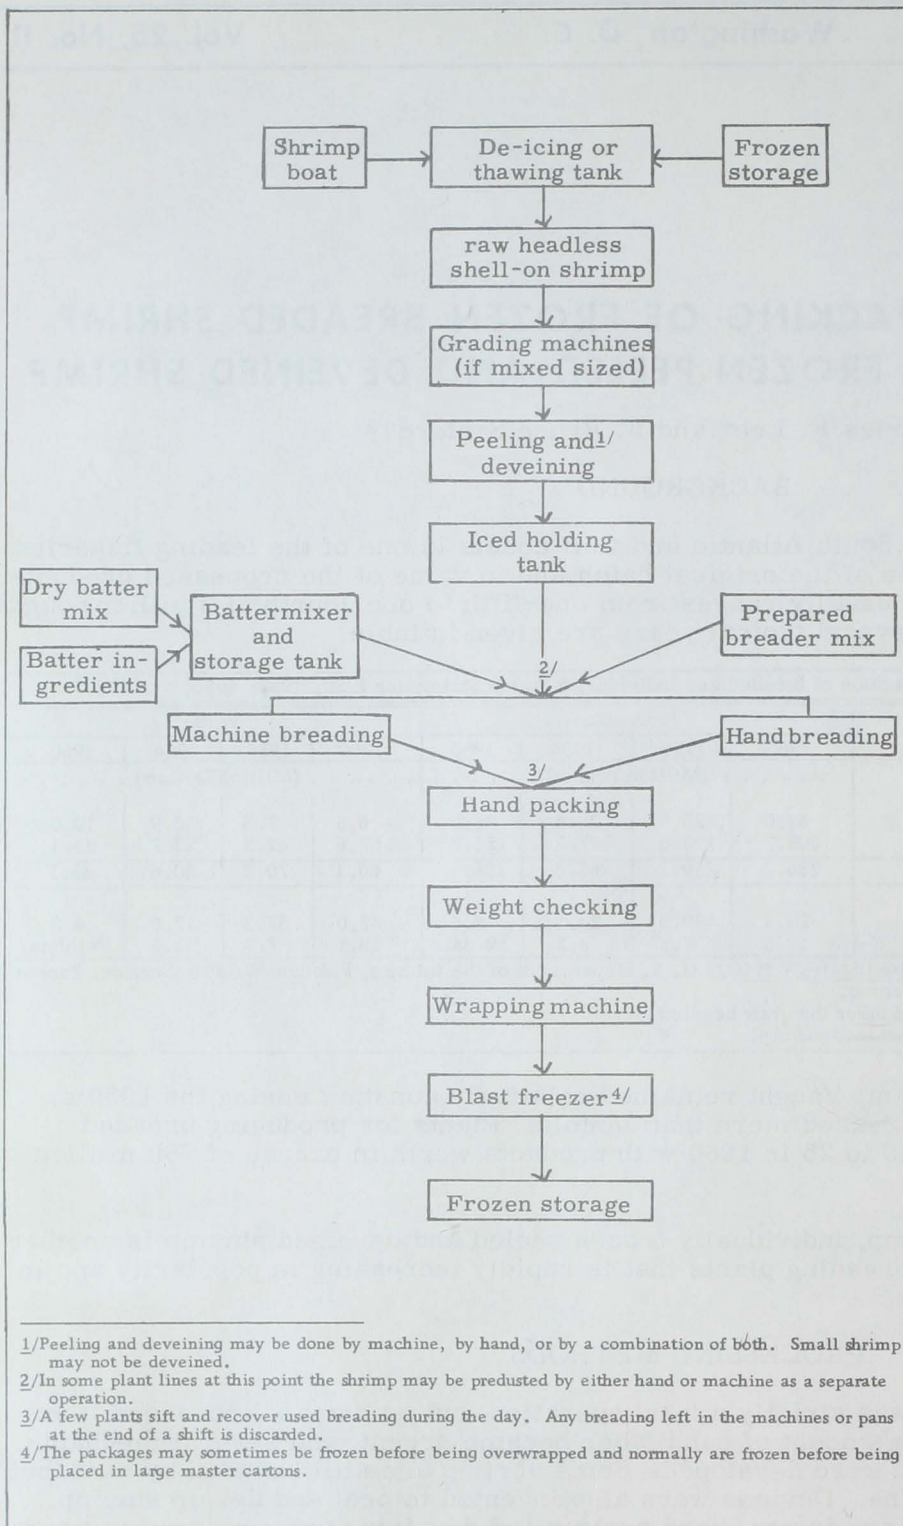 Shrimp
boat
De-icing or
thawing tank
Frozen
storage
raw headless
shell-on shrimp
Grading machines
(if mixed sized)
Peeling and 1/
deveining
Iced holding
tank
Dry batter
mix
Batter in-
gredients
Battermixer
and
storage tank
Prepared
breader mix
2/
Machine breading
Hand breading
3/
Hand packing
Weight checking
Wrapping machine
Blast freezer 4/
Frozen storage
1/Peeling and deveining may be done by machine, by hand, or by a combination of both. Small shrimp
may not be deveined.
2/In some plant lines at this point the shrimp may be predusted by either hand or machine as a separate
operation.
3/A few plants sift and recover used breading during the day. Any breading left in the machines or pans
at the end of a shift is discarded.
4/The packages may sometimes be frozen before being overwrapped and normally are frozen before being
placed in large master cartons.